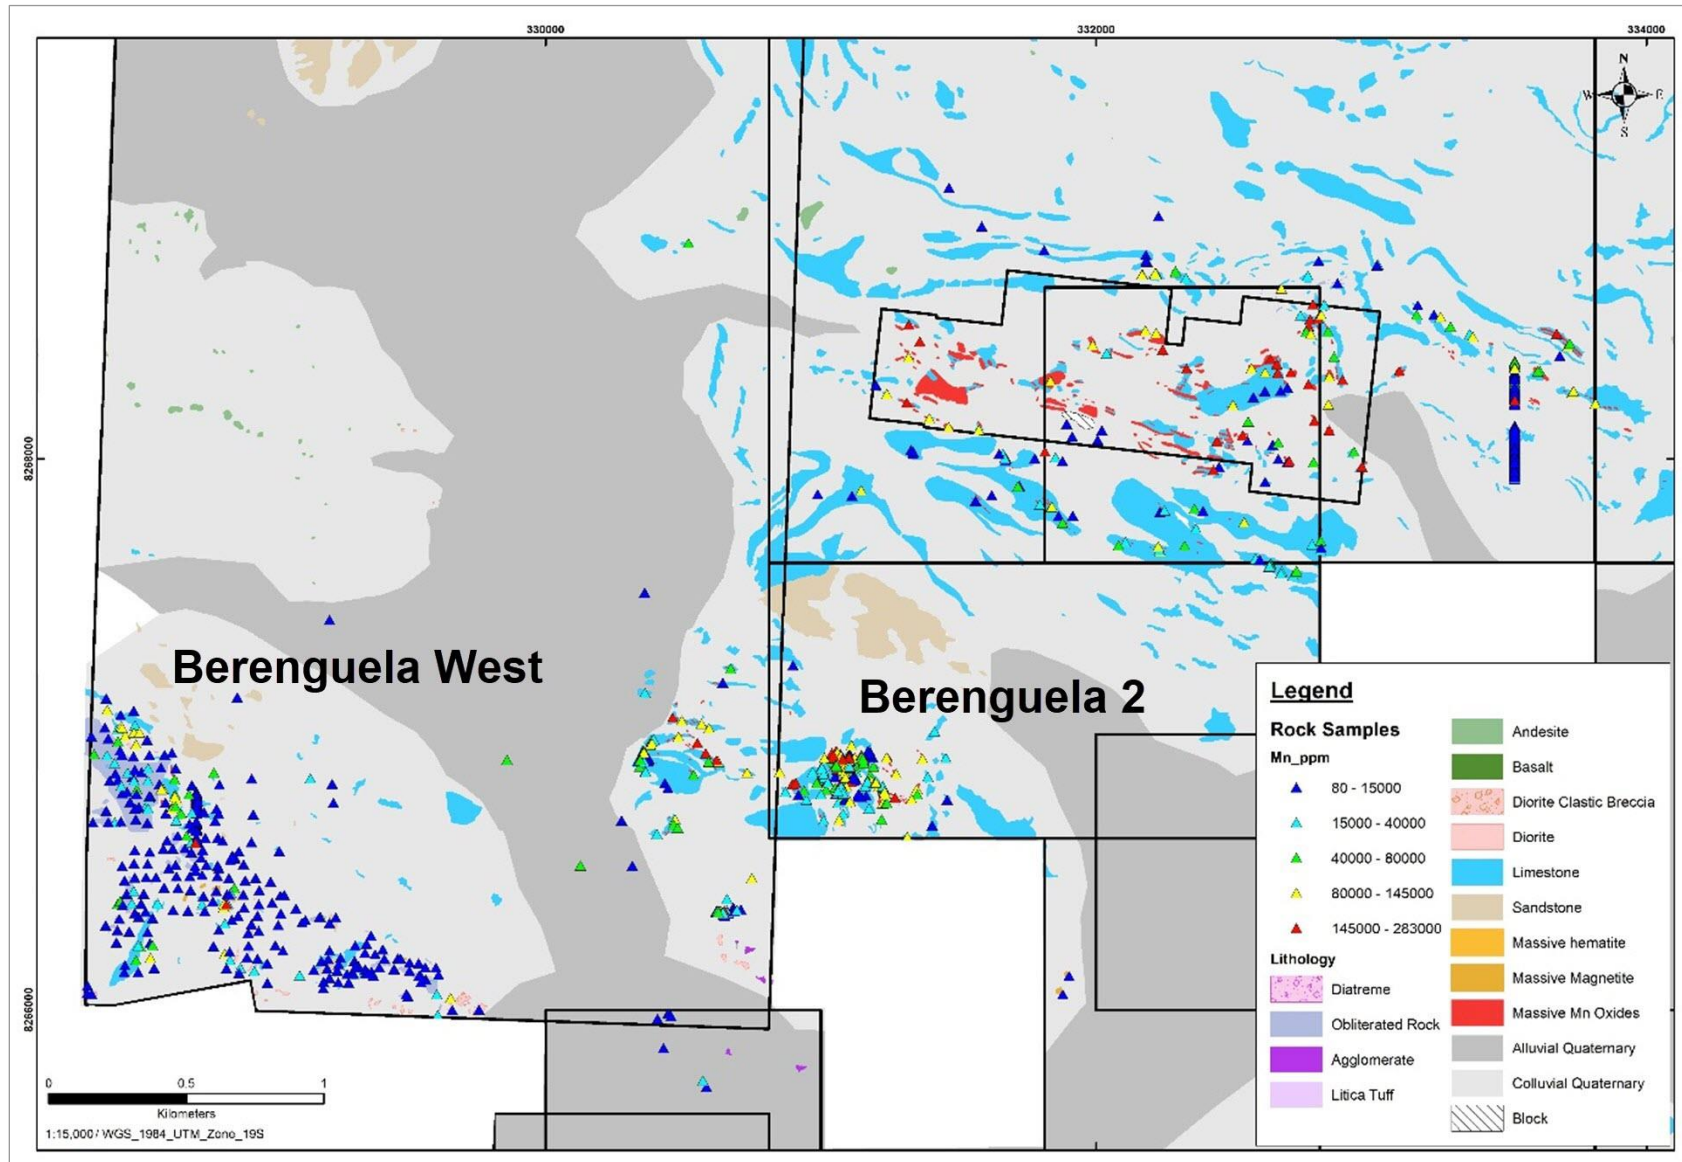 330000
332000
334000
N
W
E
S
8268000
8266000
Berenguela West
Berenguela 2
0
0.5
1
Kilometers
1:15,000 / WGS_1984_UTM_Zono_19S
Legend
Rock Samples
Mn_ppm
80 - 15000
15000 - 40000
40000 - 80000
80000 - 145000
145000 - 283000
Lithology
Diatreme
Obliterated Rock
Agglomerate
Litica Tuff
Andesite
Basalt
Diorite Clastic Breccia
Diorite
Limestone
Sandstone
Massive hematite
Massive Magnetite
Massive Mn Oxides
Alluvial Quaternary
Colluvial Quaternary
Block